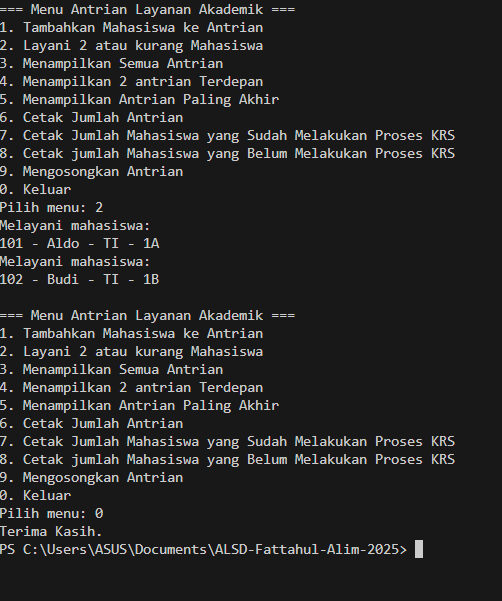 === Menu Antrian Layanan Akademik ===
1. Tambahkan Mahasiswa ke Antrian
2. Layani 2 atau kurang Mahasiswa
3. Menampilkan Semua Antrian
4. Menampilkan 2 antrian Terdepan
5. Menampilkan Antrian Paling Akhir
6. Cetak Jumlah Antrian
7. Cetak Jumlah Mahasiswa yang Sudah Melakukan Proses KRS
8. Cetak jumlah Mahasiswa yang Belum Melakukan Proses KRS
9. Mengosongkan Antrian
0. Keluar
Pilih menu: 2
Melayani mahasiswa:
101 - Aldo - TI - 1A
Melayani mahasiswa:
102 - Budi - TI - 1B
=== Menu Antrian Layanan Akademik ===
1. Tambahkan Mahasiswa ke Antrian
2. Layani 2 atau kurang Mahasiswa
3. Menampilkan Semua Antrian
4. Menampilkan 2 antrian Terdepan
5. Menampilkan Antrian Paling Akhir
6. Cetak Jumlah Antrian
7. Cetak Jumlah Mahasiswa yang Sudah Melakukan Proses KRS
8. Cetak jumlah Mahasiswa yang Belum Melakukan Proses KRS
9. Mengosongkan Antrian
0. Keluar
Pilih menu: 0
Terima Kasih.
PS C:\Users\ASUS\Documents\ALSD-Fattahul-Alim-2025>